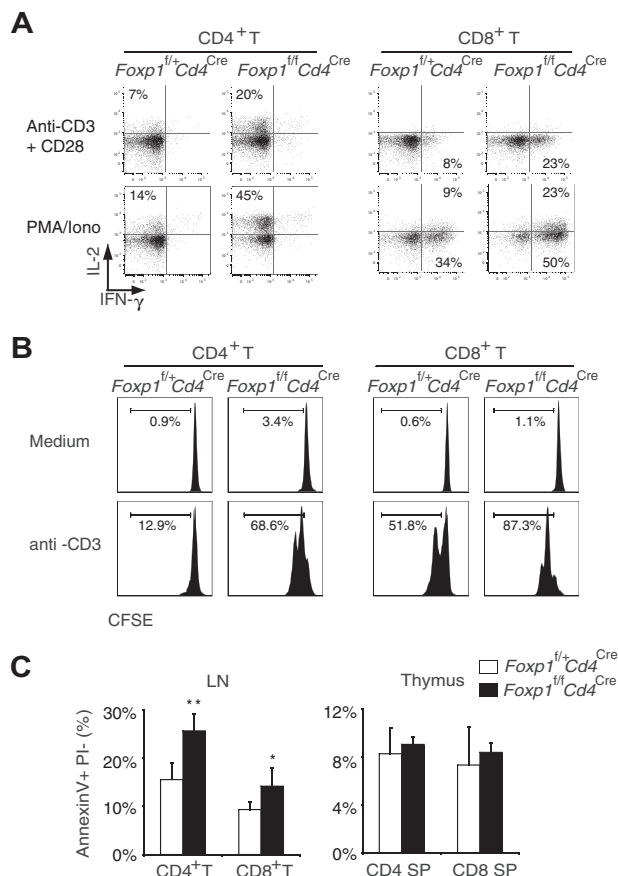 A
CD4+ T
CD8+ T
Foxp1f/+Cd4Cre
Foxp1f/fCd4Cre
Foxp1f/+Cd4Cre
Foxp1f/fCd4Cre
Anti-CD3
+ CD28
7%
20%
8%
23%
PMA/Iono
14%
45%
9%
34%
23%
50%
IL-2
IFN-γ
B
CD4+ T
CD8+ T
Foxp1f/+Cd4Cre
Foxp1f/fCd4Cre
Foxp1f/+Cd4Cre
Foxp1f/fCd4Cre
Medium
0.9%
3.4%
0.6%
1.1%
anti -CD3
12.9%
68.6%
51.8%
87.3%
CFSE
C
LN
Thymus
Foxp1f/+Cd4Cre
Foxp1f/fCd4Cre
AnnexinV+ PI- (%)
30%
20%
10%
0%
**
*
CD4+T
CD8+T
12%
8%
4%
0%
CD4 SP
CD8 SP